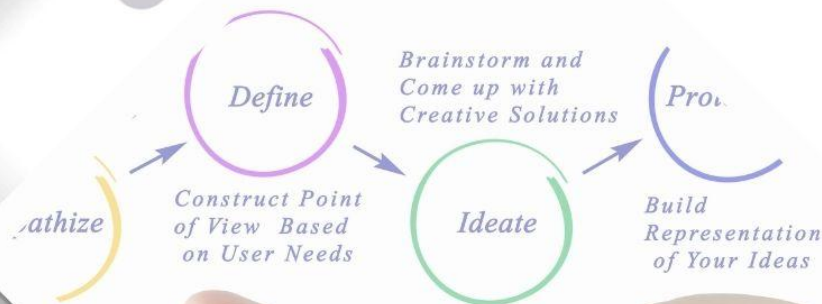 Define
Brainstorm and
Come up with
Creative Solutions
Construct Point
of View Based
on User Needs
Ideate
Build
Representation
of Your Ideas